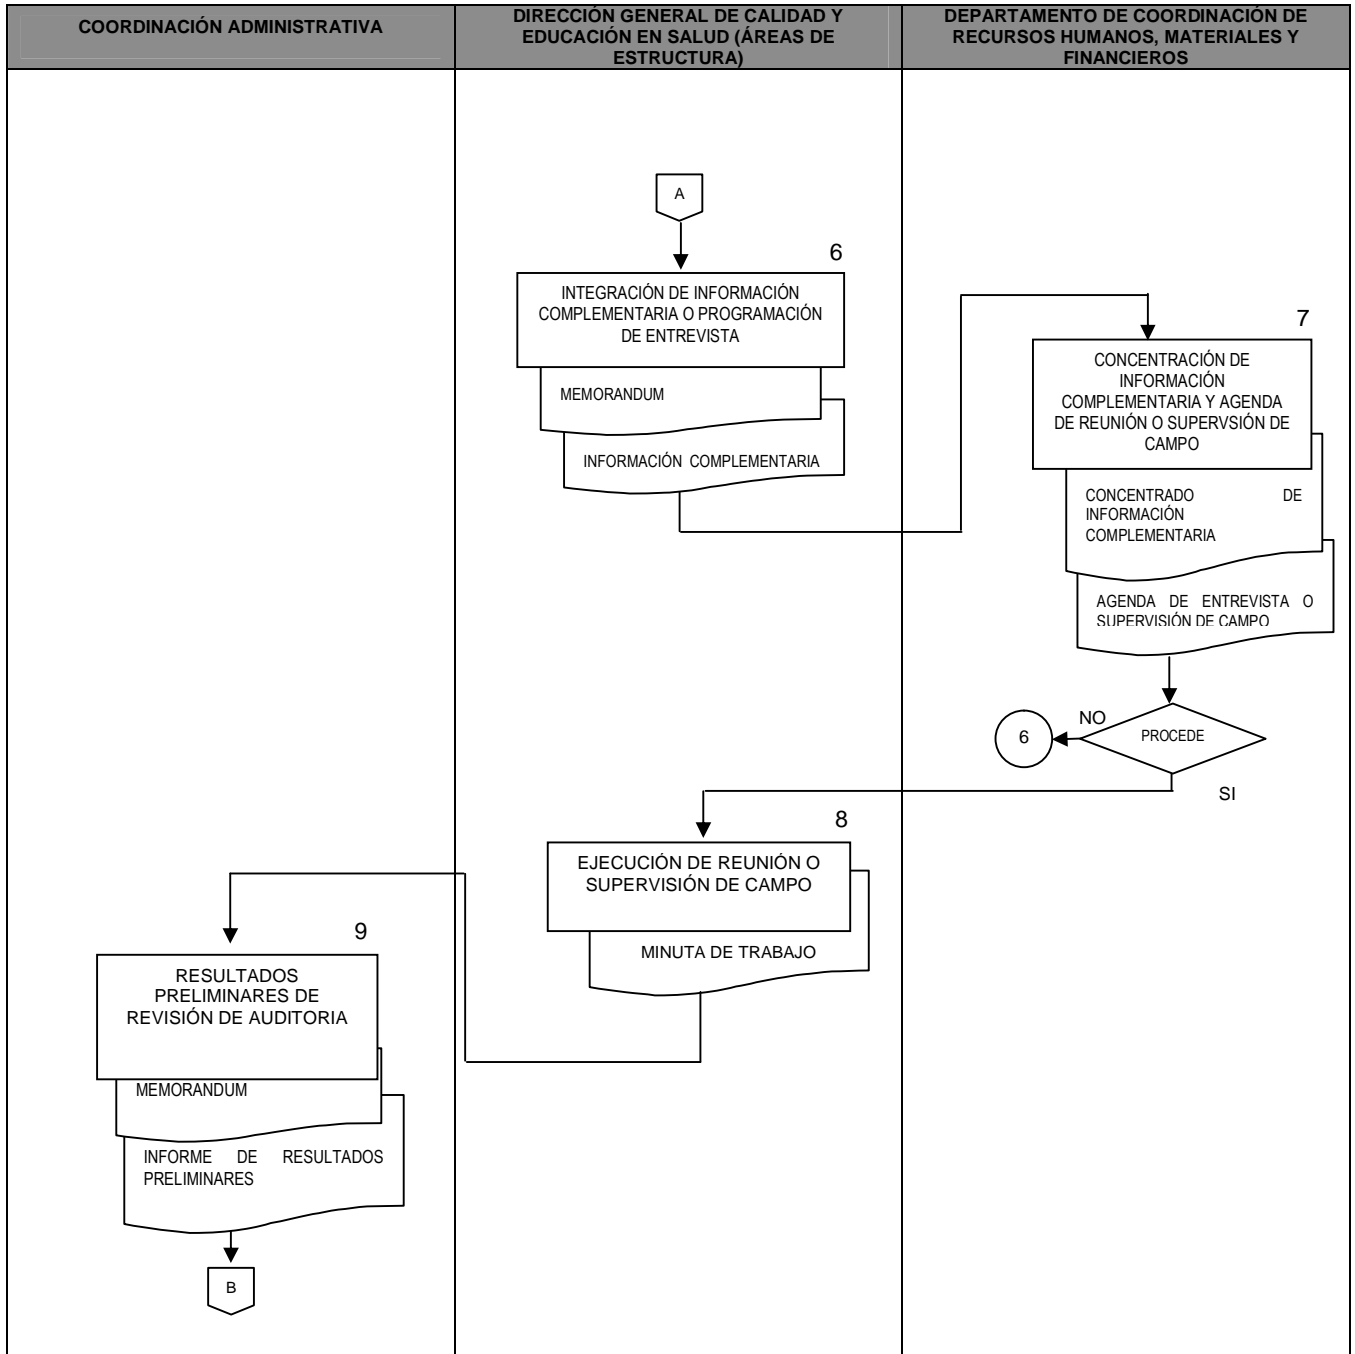 COORDINACIÓN ADMINISTRATIVA
DIRECCIÓN GENERAL DE CALIDAD Y
EDUCACIÓN EN SALUD (ÁREAS DE
ESTRUCTURA)
DEPARTAMENTO DE COORDINACIÓN DE
RECURSOS HUMANOS, MATERIALES Y
FINANCIEROS
A
6
INTEGRACIÓN DE INFORMACIÓN
COMPLEMENTARIA O PROGRAMACIÓN
DE ENTREVISTA
MEMORANDUM
INFORMACIÓN COMPLEMENTARIA
7
CONCENTRACIÓN DE
INFORMACIÓN
COMPLEMENTARIA Y AGENDA
DE REUNIÓN O SUPERVSIÓN DE
CAMPO
CONCENTRADO DE
INFORMACIÓN
COMPLEMENTARIA
AGENDA DE ENTREVISTA O
SUPERVISIÓN DE CAMPO
PROCEDE
NO
6
SI
8
EJECUCIÓN DE REUNIÓN O
SUPERVISIÓN DE CAMPO
MINUTA DE TRABAJO
9
RESULTADOS
PRELIMINARES DE
REVISIÓN DE AUDITORIA
MEMORANDUM
INFORME DE RESULTADOS
PRELIMINARES
B